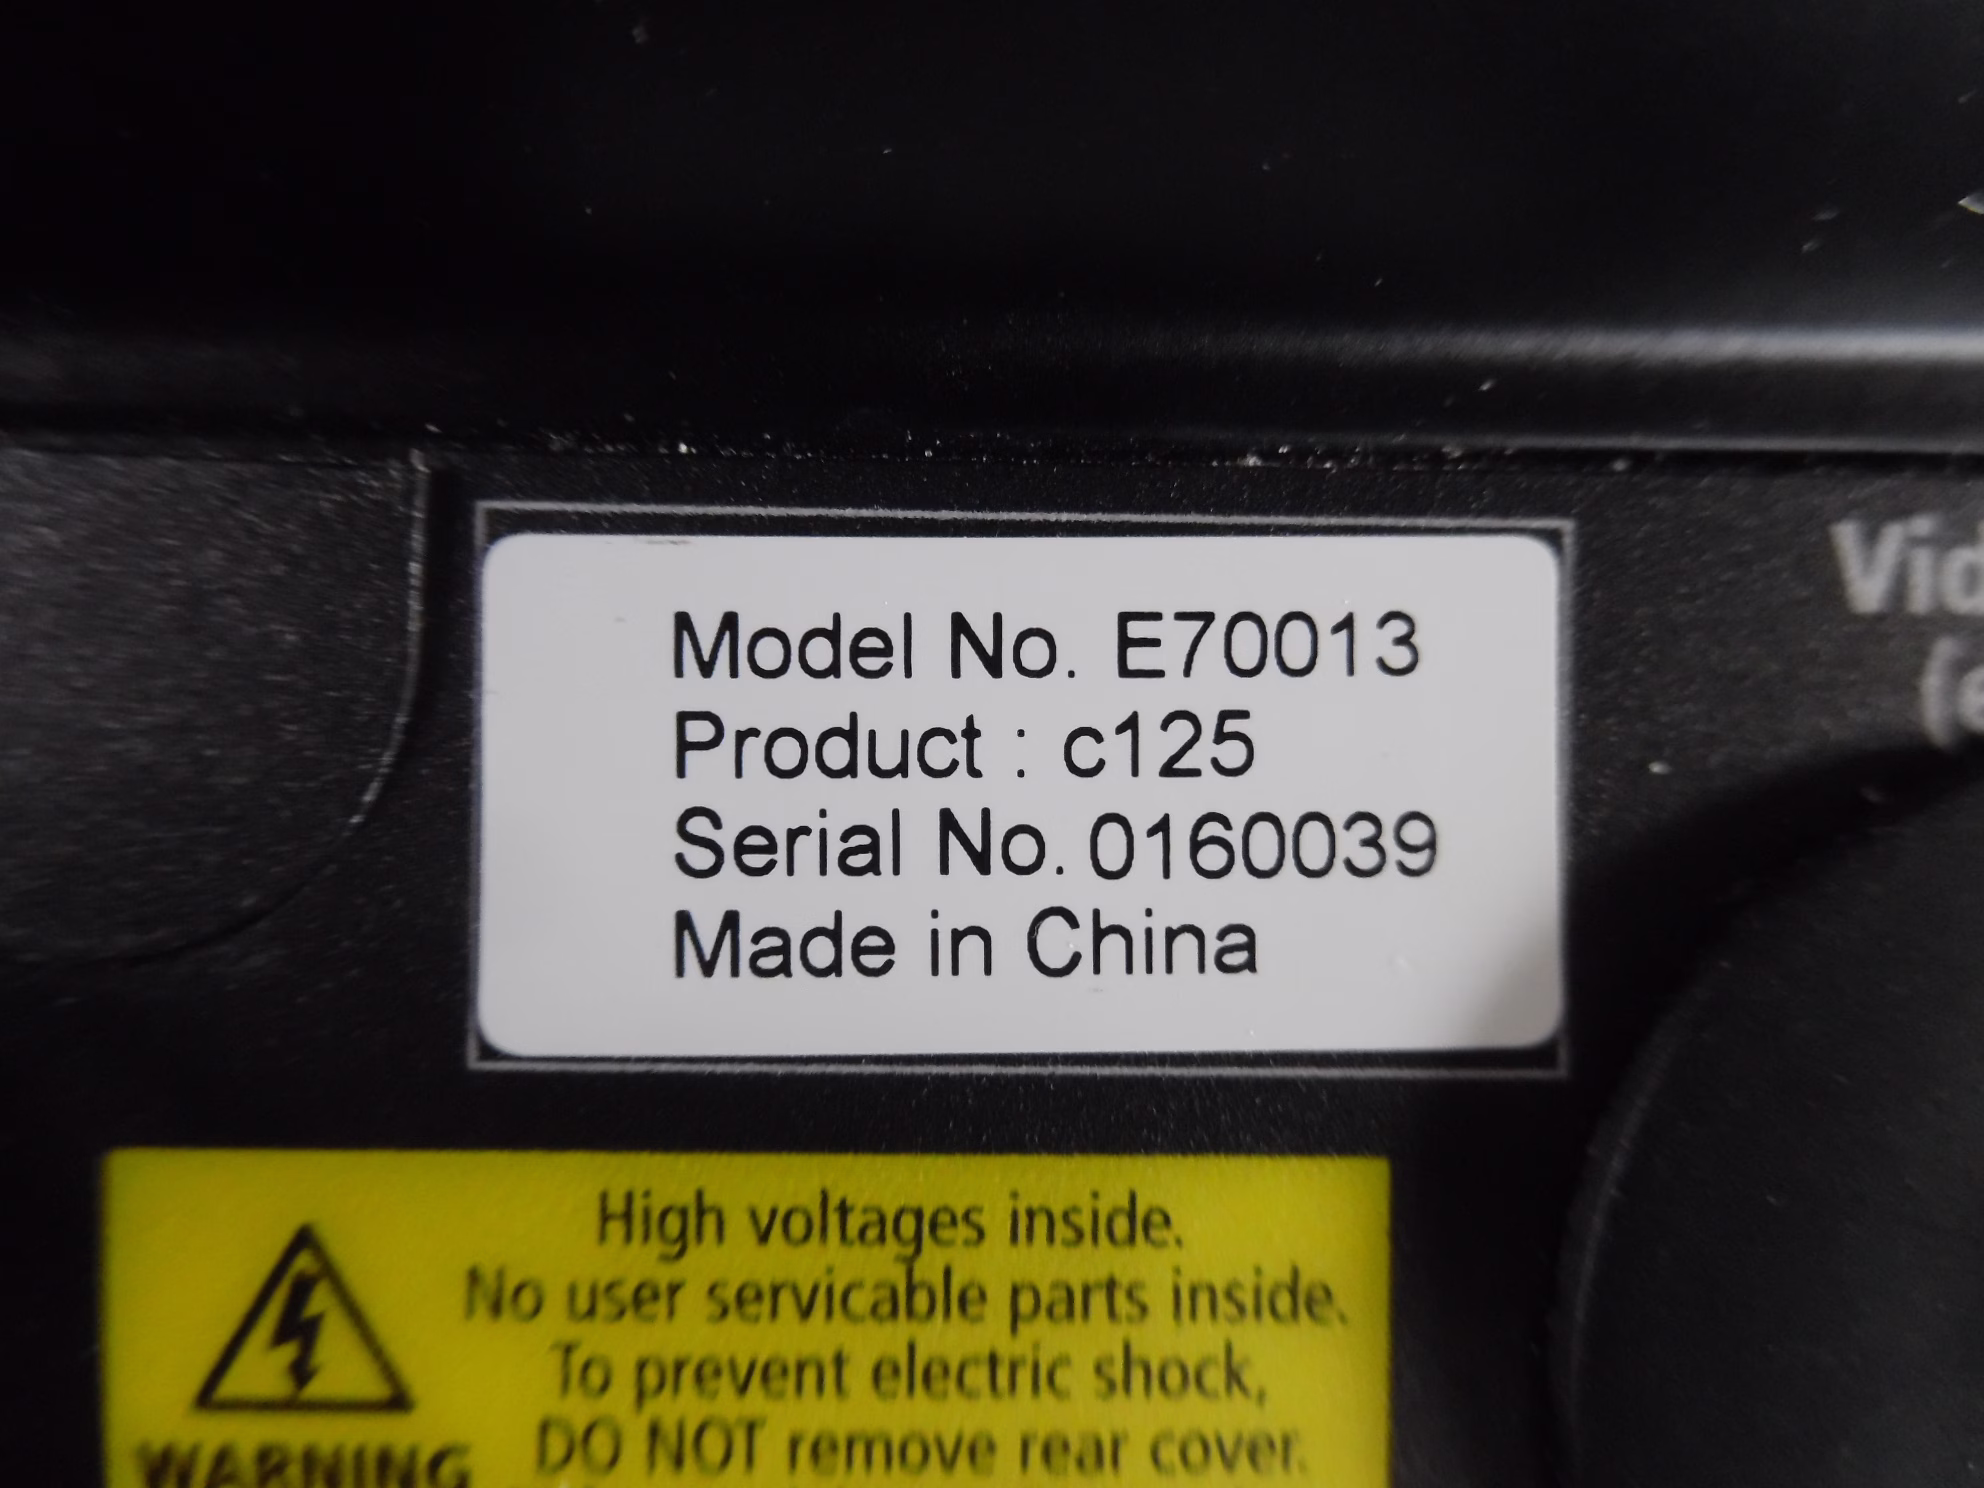 Model No. E70013
Product : c125
Serial No. 0160039
Made in China
High voltages inside.
No user servicable parts inside.
To prevent electric shock,
DO NOT remove rear cover.
WARNING